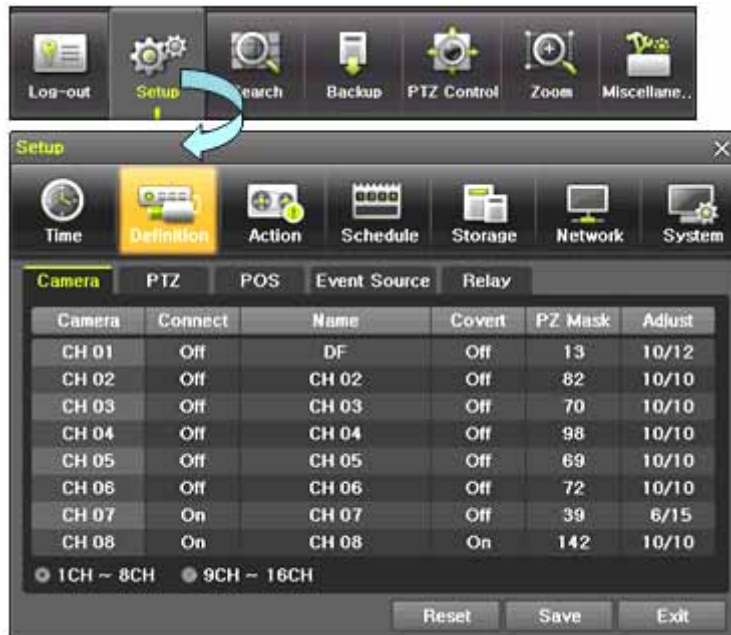 Log-out Setup earch Backup PTZ Control Zoom Miscellane..
Setup
Time Definition Action Schedule Storage Network System
Camera PTZ POS Event Source Relay
Camera Connect Name Covert PZ Mask Adjust
CH 01 Off DF Off 13 10/12
CH 02 Off CH 02 Off 82 10/10
CH 03 Off CH 03 Off 70 10/10
CH 04 Off CH 04 Off 98 10/10
CH 05 Off CH 05 Off 69 10/10
CH 06 Off CH 06 Off 72 10/10
CH 07 On CH 07 Off 39 6/15
CH 08 On CH 08 On 142 10/10
1CH ~ 8CH 9CH ~ 16CH
Reset Save Exit